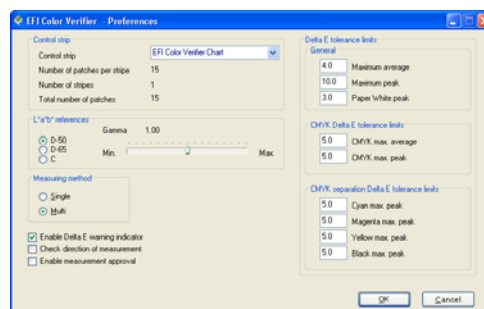 EFI Color Verifier - Preferences
Control strip
Control strip EFI Color Verifier Chart
Number of patches per stripe 15
Number of stripes 1
Total number of patches 15
L*a*b* references
Gamma 1.00
D-50
D-65
C
Min. Max.
Measuring method
Single
Multi
Enable Delta E warning indicator
Check direction of measurement
Enable measurement approval
Delta E tolerance limits
General
4.0 Maximum average
10.0 Maximum peak
3.0 Paper White peak
CMYK Delta E tolerance limits
5.0 CMYK max. average
5.0 CMYK max. peak
CMYK separation Delta E tolerance limits
5.0 Cyan max. peak
5.0 Magenta max. peak
5.0 Yellow max. peak
5.0 Black max. peak
OK Cancel